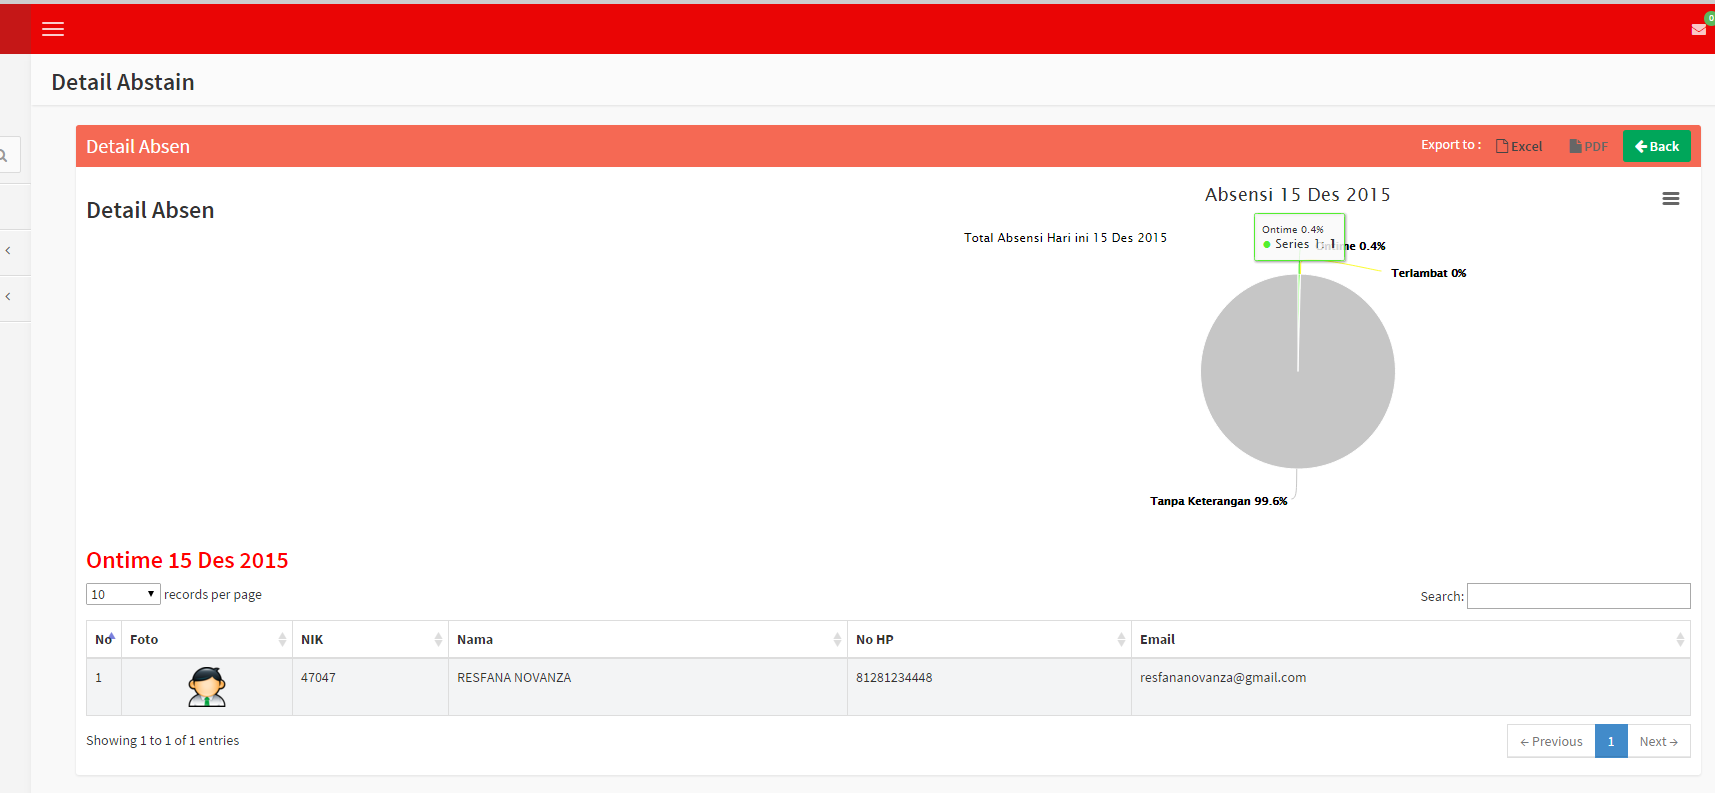 0
Detail Abstain
Detail Absen
Export to :
Excel
PDF
Back
Detail Absen
Absensi 15 Des 2015
Total Absensi Hari ini 15 Des 2015
Ontime 0.4%
Series 1: 1
Ontime 0.4%
Terlambat 0%
Tanpa Keterangan 99.6%
Ontime 15 Des 2015
10 records per page
Search:
No Foto NIK Nama No HP Email
1 47047 RESFANA NOVANZA 81281234448 resfananovanza@gmail.com
Showing 1 to 1 of 1 entries
← Previous 1 Next →